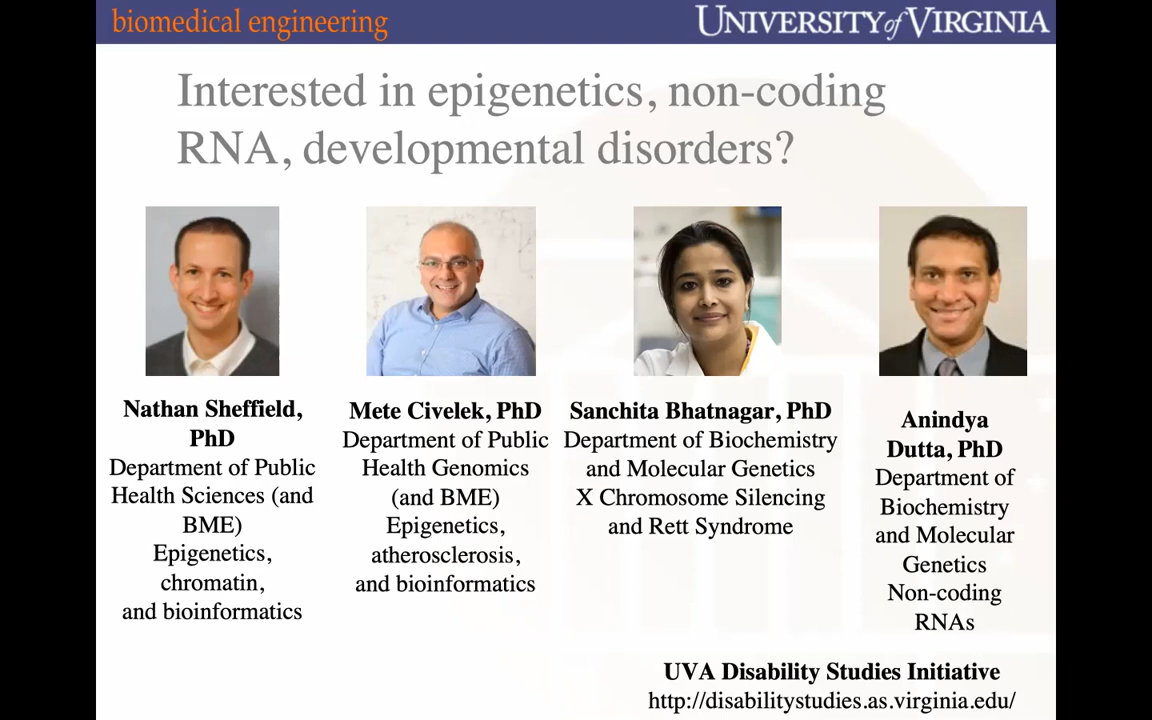 biomedical engineering
UNIVERSITY of VIRGINIA
Interested in epigenetics, non-coding
RNA, developmental disorders?
Nathan Sheffield,
PhD
Department of Public
Health Sciences (and
BME)
Epigenetics,
chromatin,
and bioinformatics
Mete Civelek, PhD
Department of Public
Health Genomics
(and BME)
Epigenetics,
atherosclerosis,
and bioinformatics
Sanchita Bhatnagar, PhD
Department of Biochemistry
and Molecular Genetics
X Chromosome Silencing
and Rett Syndrome
Anindya
Dutta, PhD
Department of
Biochemistry
and Molecular
Genetics
Non-coding
RNAs
UVA Disability Studies Initiative
http://disabilitystudies.as.virginia.edu/